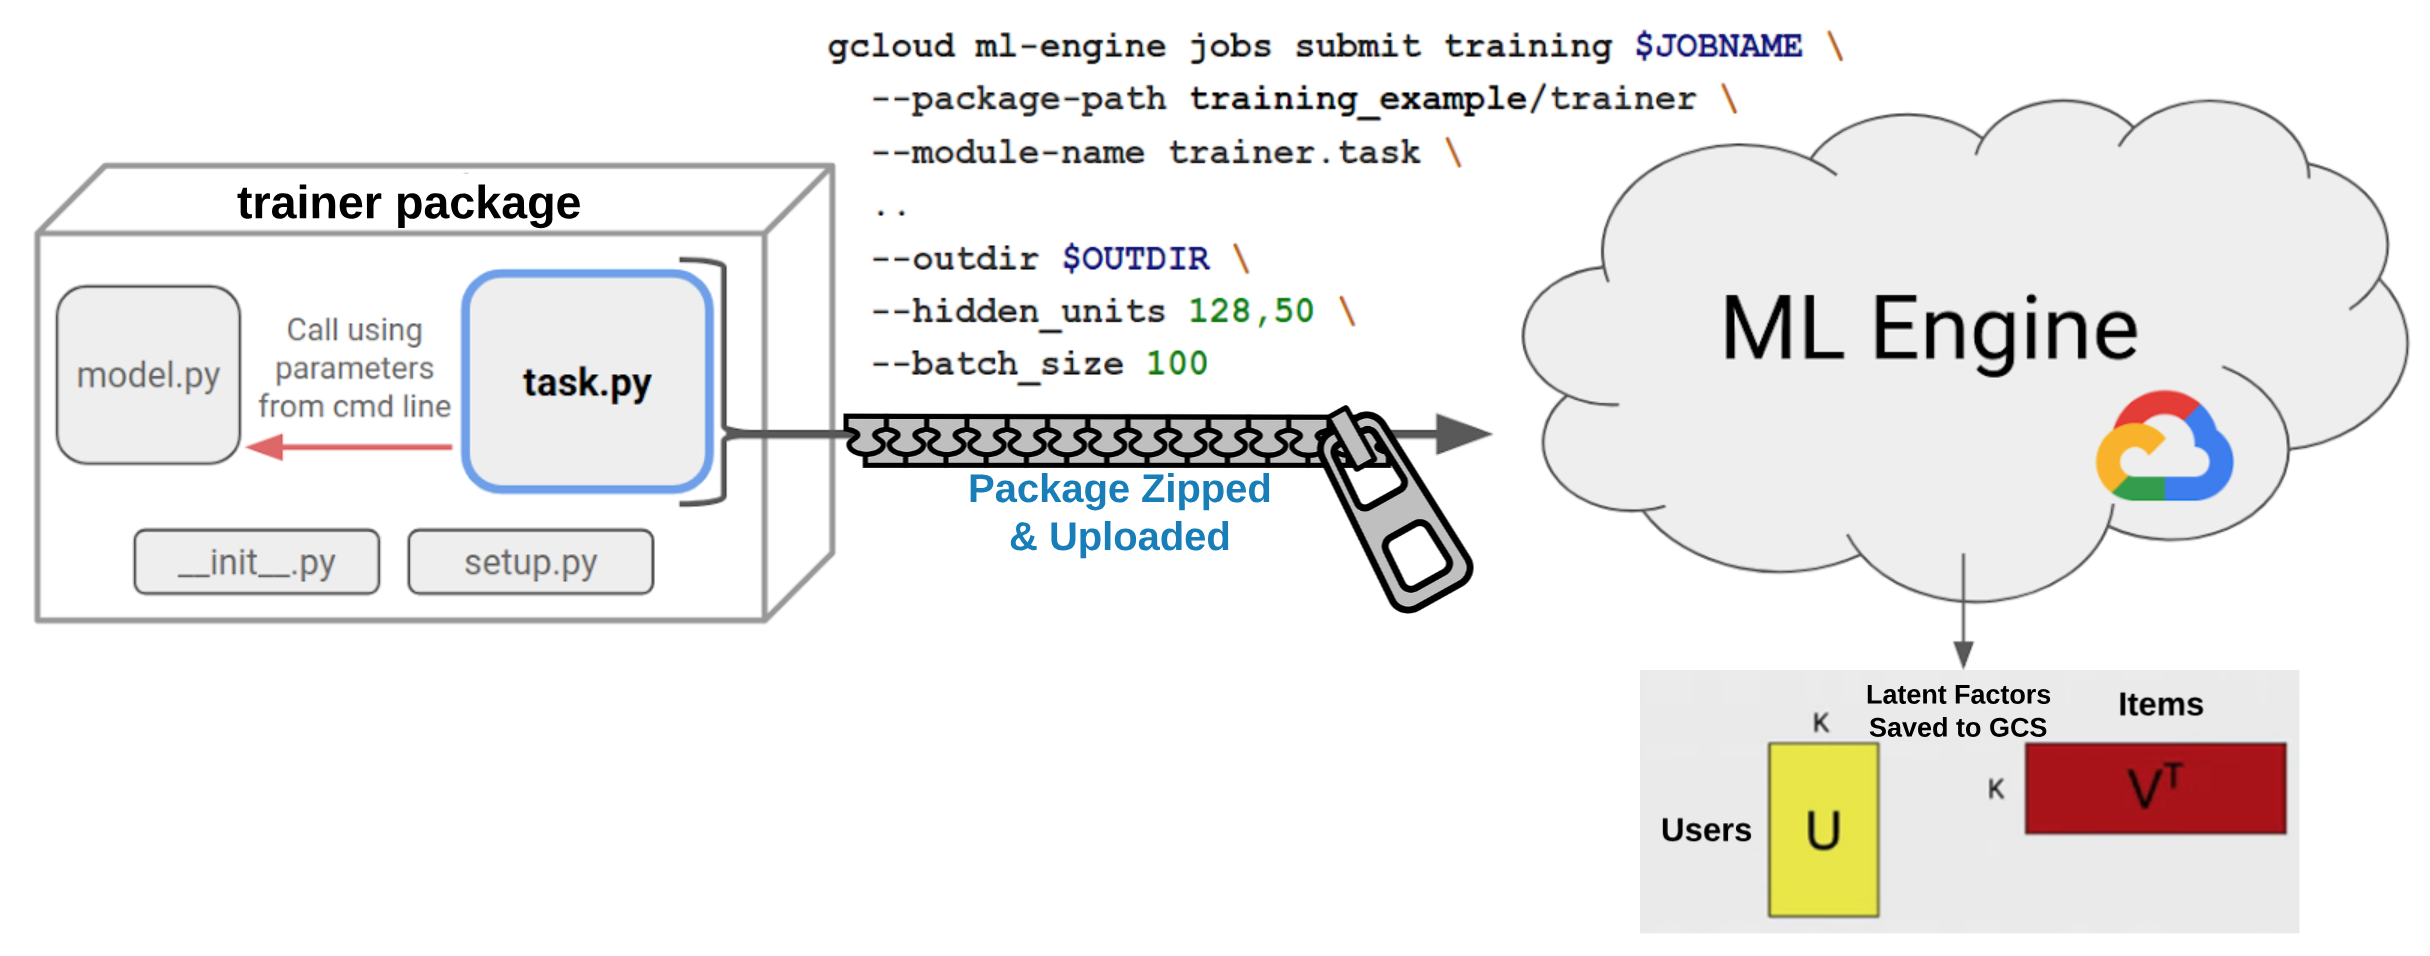 gcloud ml-engine jobs submit training $JOBNAME \
--package-path training_example/trainer \
--module-name trainer.task \
..
--outdir $OUTDIR \
--hidden_units 128,50 \
--batch_size 100
trainer package
model.py
Call using
parameters
from cmd line
task.py
__init__.py
setup.py
Package Zipped
& Uploaded
ML Engine
Latent Factors
Saved to GCS
K
Users
U
Items
K
V^T